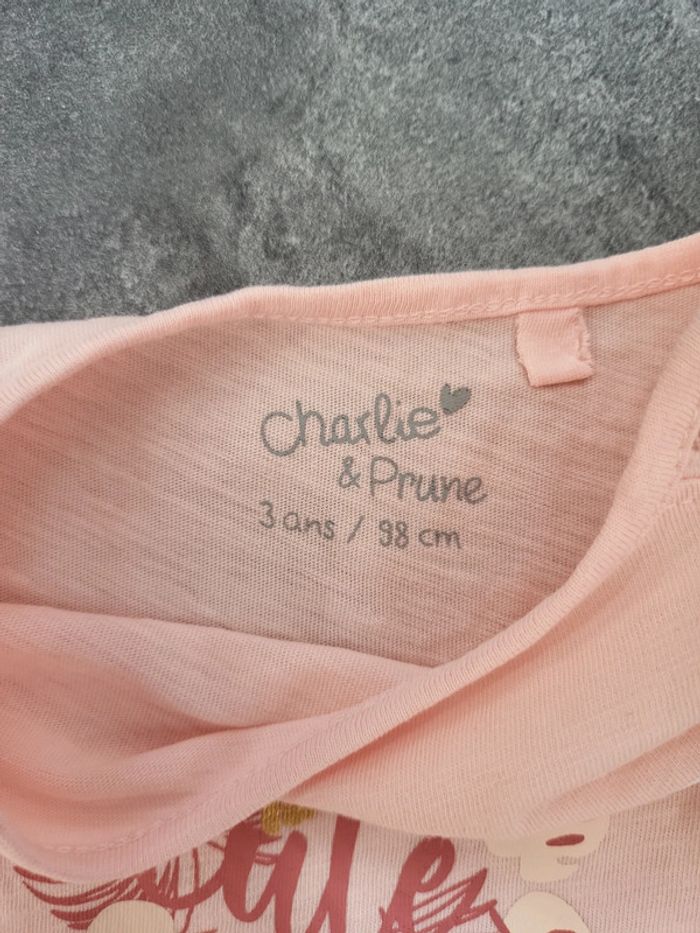 charlie
& Prune
3 ans / 98 cm